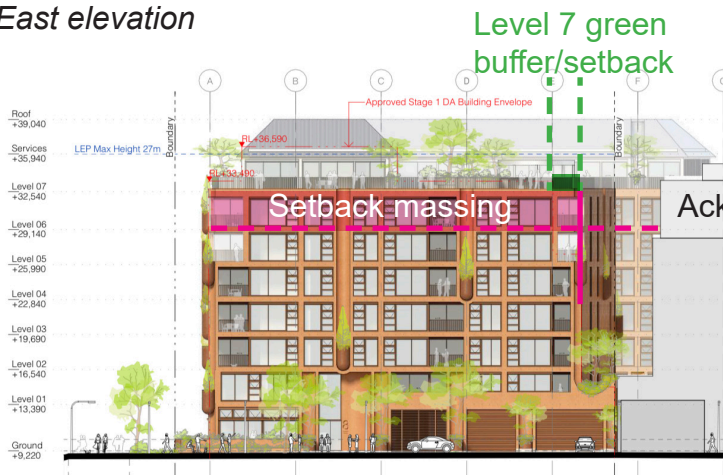 East elevation
Level 7 green
buffer/setback
A B C D E F
Approved Stage 1 DA Building Envelope
Roof
+39,040
Services
+35,940
LEP Max Height 27m
Boundary
RL+36,590
Boundary
RL+33,490
Level 07
+32,540
Setback massing
Ack
Level 06
+29,140
Level 05
+25,990
Level 04
+22,840
Level 03
+19,690
Level 02
+16,540
Level 01
+13,390
Ground
+9,220